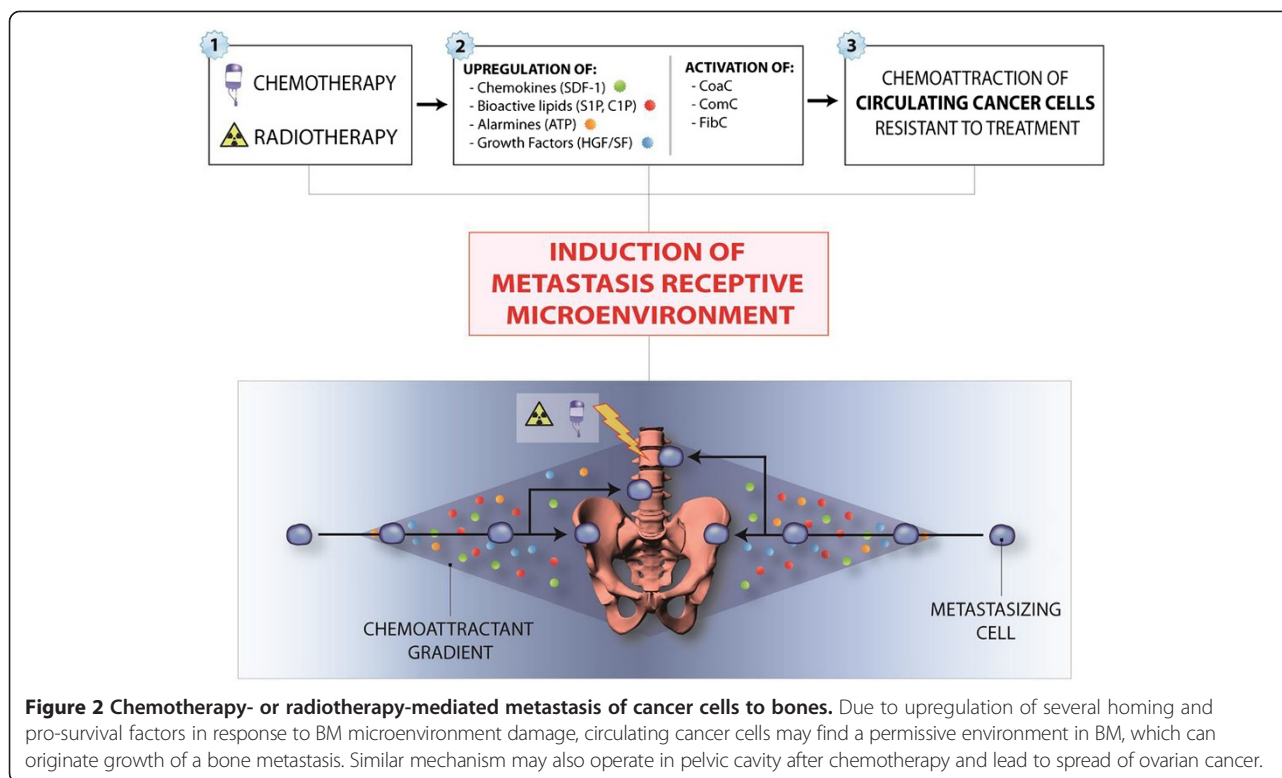 1
CHEMOTHERAPY
RADIOTHERAPY
2
UPREGULATION OF:
- Chemokines (SDF-1)
- Bioactive lipids (S1P, C1P)
- Alarmines (ATP)
- Growth Factors (HGF/SF)
ACTIVATION OF:
- CoaC
- ComC
- FibC
3
CHEMOATTRACTION OF
CIRCULATING CANCER CELLS
RESISTANT TO TREATMENT
INDUCTION OF
METASTASIS RECEPTIVE
MICROENVIRONMENT
CHEMOATTRACTANT
GRADIENT
METASTASIZING
CELL
Figure 2 Chemotherapy- or radiotherapy-mediated metastasis of cancer cells to bones. Due to upregulation of several homing and
pro-survival factors in response to BM microenvironment damage, circulating cancer cells may find a permissive environment in BM, which can
originate growth of a bone metastasis. Similar mechanism may also operate in pelvic cavity after chemotherapy and lead to spread of ovarian cancer.